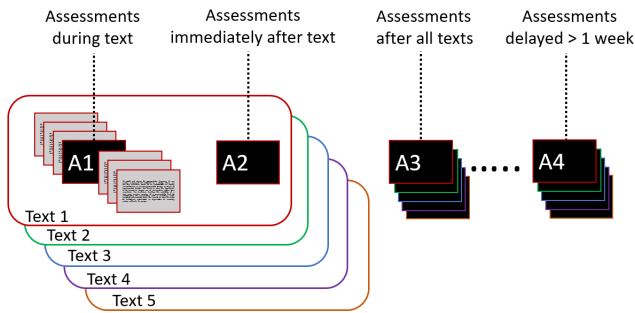 Assessments
during text
Assessments
immediately after text
Assessments
after all texts
Assessments
delayed > 1 week
A1
A2
A3
A4
Text 1
Text 2
Text 3
Text 4
Text 5